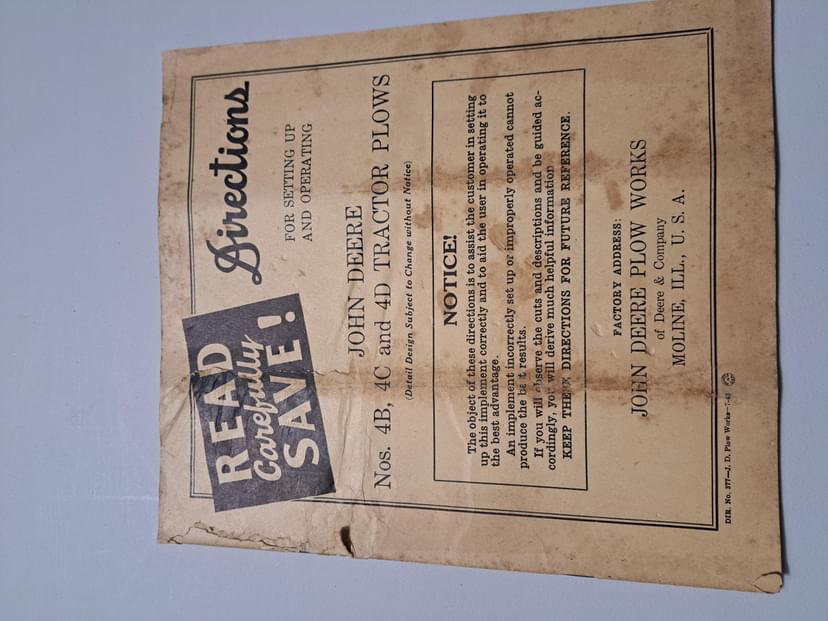 READ
Carefully
SAVE!
Directions
FOR SETTING UP
AND OPERATING
JOHN DEERE
Nos. 4B, 4C and 4D TRACTOR PLOWS
(Detail Design Subject to Change without Notice)
NOTICE!
The object of these directions is to assist the customer in setting
up this implement correctly and to aid the user in operating it to
the best advantage.
An implement incorrectly set up or improperly operated cannot
produce the best results.
If you will observe the cuts and descriptions and be guided ac-
cordingly, you will derive much helpful information
KEEP THESE DIRECTIONS FOR FUTURE REFERENCE.
FACTORY ADDRESS:
JOHN DEERE PLOW WORKS
of Deere & Company
MOLINE, ILL., U. S. A.
DIR. No. 877—J. D. Plow Works—